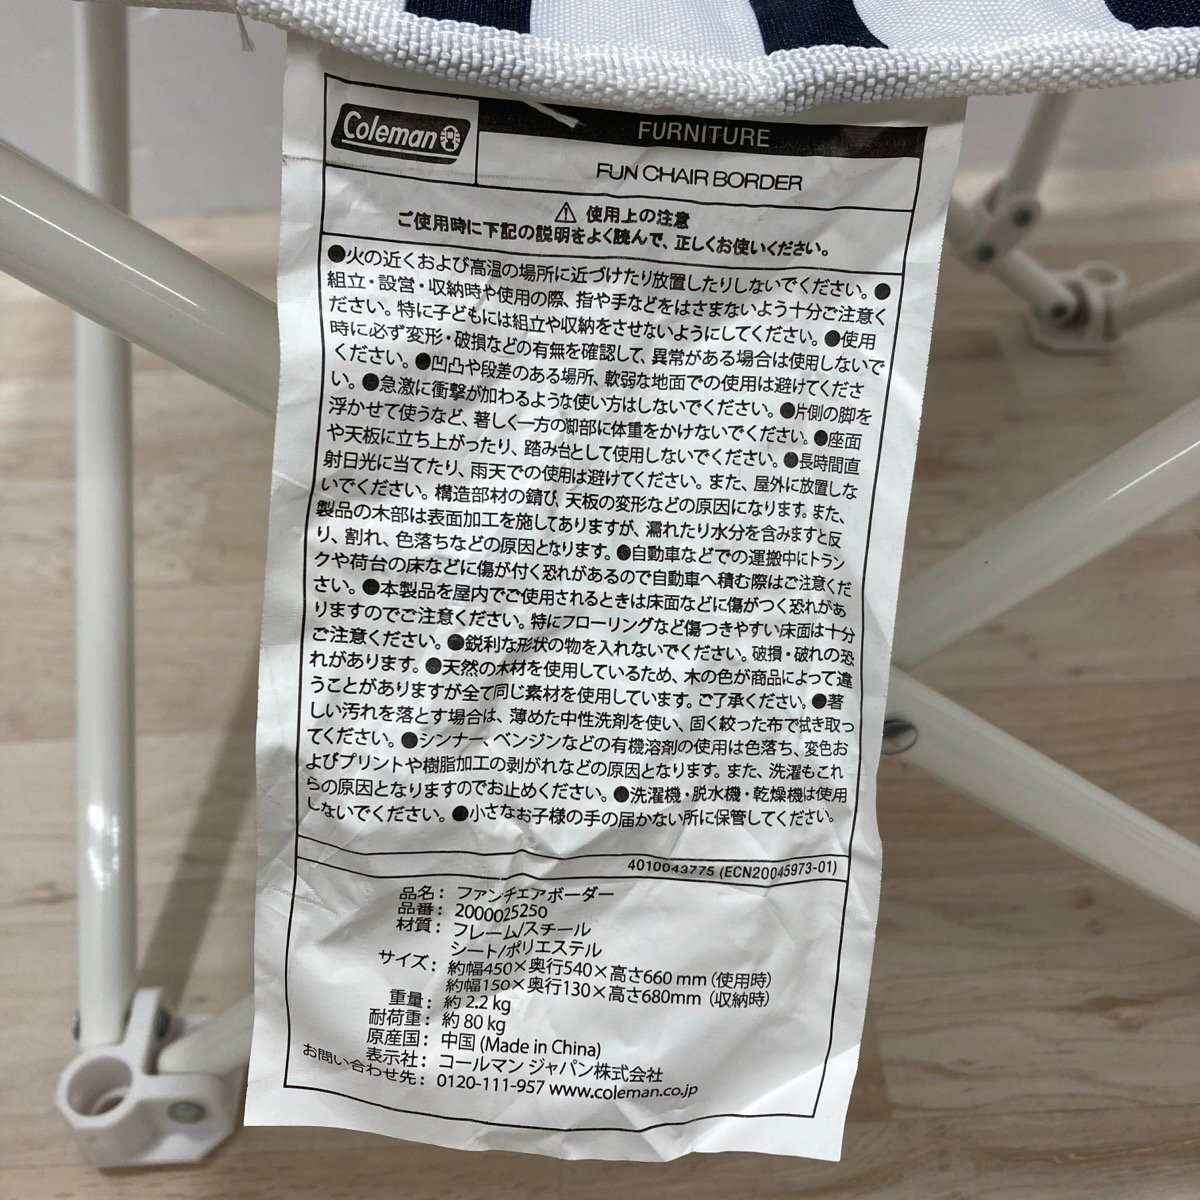 Coleman
FURNITURE
FUN CHAIR BORDER
⚠ 使用上の注意
ご使用時に下記の説明をよく読んで、正しくお使いください。
●火の近くおよび高温の場所に近づけたり放置したりしないでください。●
組立・設営・収納時や使用の際、指や手などをはさまないよう十分ご注意く
ださい。特に子どもには組立や収納をさせないようにしてください。●使用
時に必ず変形・破損などの有無を確認して、異常がある場合は使用しないで
ください。●凹凸や段差のある場所、軟弱な地面での使用は避けてくださ
い。●急激に衝撃が加わるような使い方はしないでください。●片側の脚を
浮かせて使うなど、著しく一方の脚部に体重をかけないでください。●座面
や天板に立ち上がったり、踏み台として使用しないでください。●長時間直
射日光に当てたり、雨天での使用は避けてください。また、屋外に放置しな
いでください。構造部材の錆び、天板の変形などの原因になります。また、
製品の木部は表面加工を施してありますが、濡れたり水分を含みますと反
り、割れ、色落ちなどの原因となります。●自動車などでの運搬中にトラン
クや荷台の床などに傷が付く恐れがあるので自動車へ積む際はご注意くだ
さい。●本製品を屋内でご使用されるときは床面などに傷がつく恐れがあ
りますのでご注意ください。特にフローリングなど傷つきやすい床面は十分
ご注意ください。●鋭利な形状の物を入れないでください。破損・破れの恐
れがあります。●天然の木材を使用しているため、木の色が商品によって違
うことがありますが全て同じ素材を使用しています。ご了承ください。●著
しい汚れを落とす場合は、薄めた中性洗剤を使い、固く絞った布で拭き取っ
てください。●シンナー、ベンジンなどの有機溶剤の使用は色落ち、変色お
よびプリントや樹脂加工の剥がれなどの原因となります。また、洗濯もこれ
らの原因となりますのでお止めください。●洗濯機・脱水機・乾燥機は使用
しないでください。●小さなお子様の手の届かない所に保管してください。
4010043775 (ECN20045973-01)
品名： ファンチェアボーダー
品番： 2000025250
材質： フレーム/スチール
シート/ポリエステル
サイズ： 約幅450×奥行540×高さ660 mm（使用時）
約幅150×奥行130×高さ680mm （収納時）
重量： 約 2.2 kg
耐荷重： 約 80 kg
原産国： 中国 (Made in China)
表示社： コールマン ジャパン株式会社
お問い合わせ先： 0120-111-957 www.coleman.co.jp